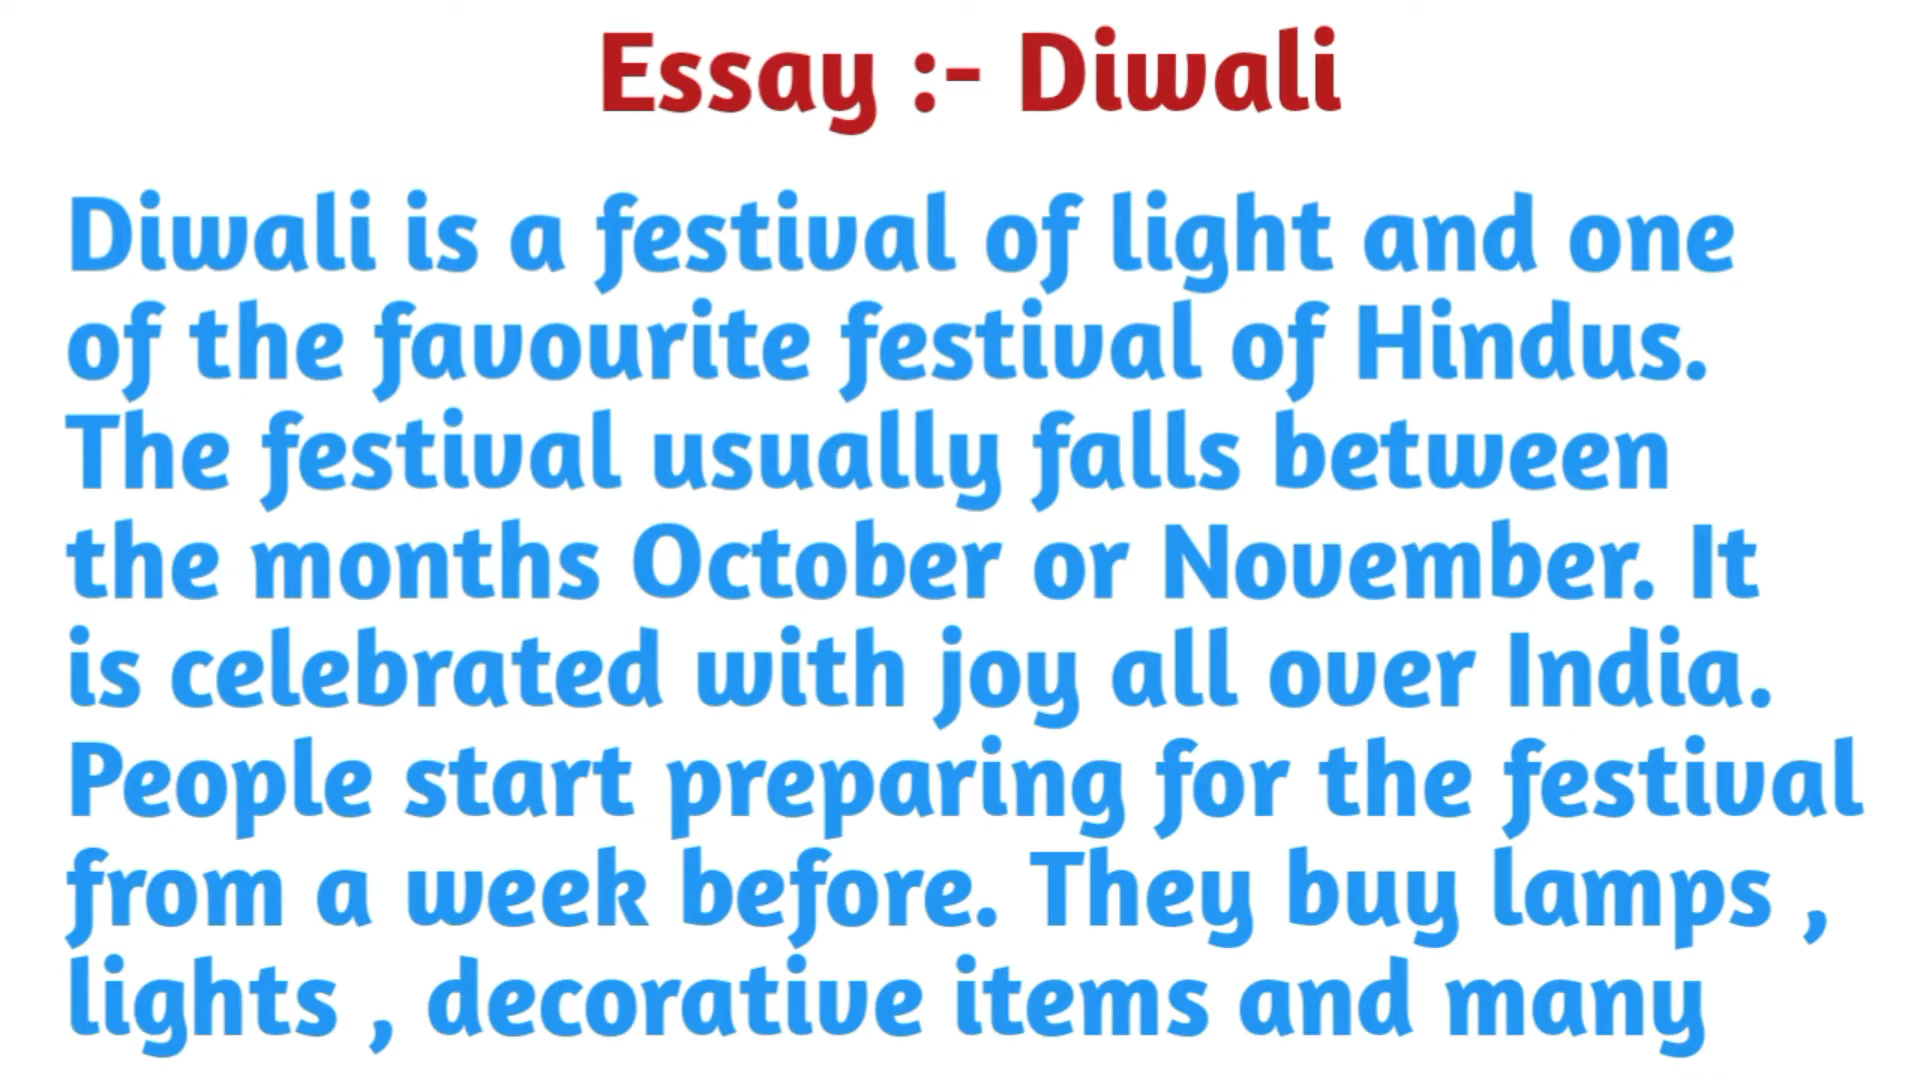 Essay :- Diwali
Diwali is a festival of light and one
of the favourite festival of Hindus.
The festival usually falls between
the months October or November. It
is celebrated with joy all over India.
People start preparing for the festival
from a week before. They buy lamps ,
lights , decorative items and many